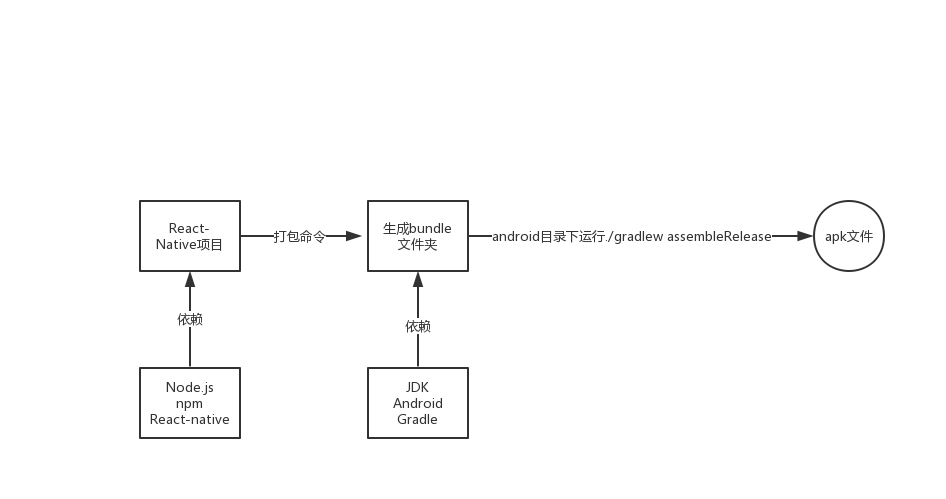 React-
Native项目
打包命令
生成bundle
文件夹
android目录下运行./gradlew assembleRelease
apk文件
依赖
依赖
Node.js
npm
React-native
JDK
Android
Gradle